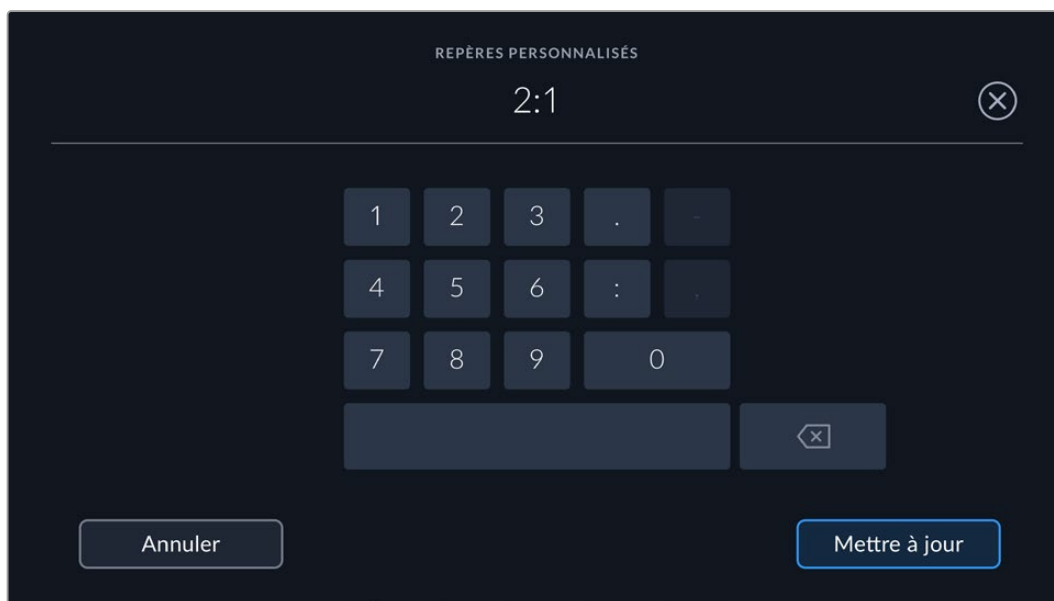 REPÈRES PERSONNALISÉS
2:1
1 2 3 . -
4 5 6 : ,
7 8 9 0
Annuler Mettre à jour